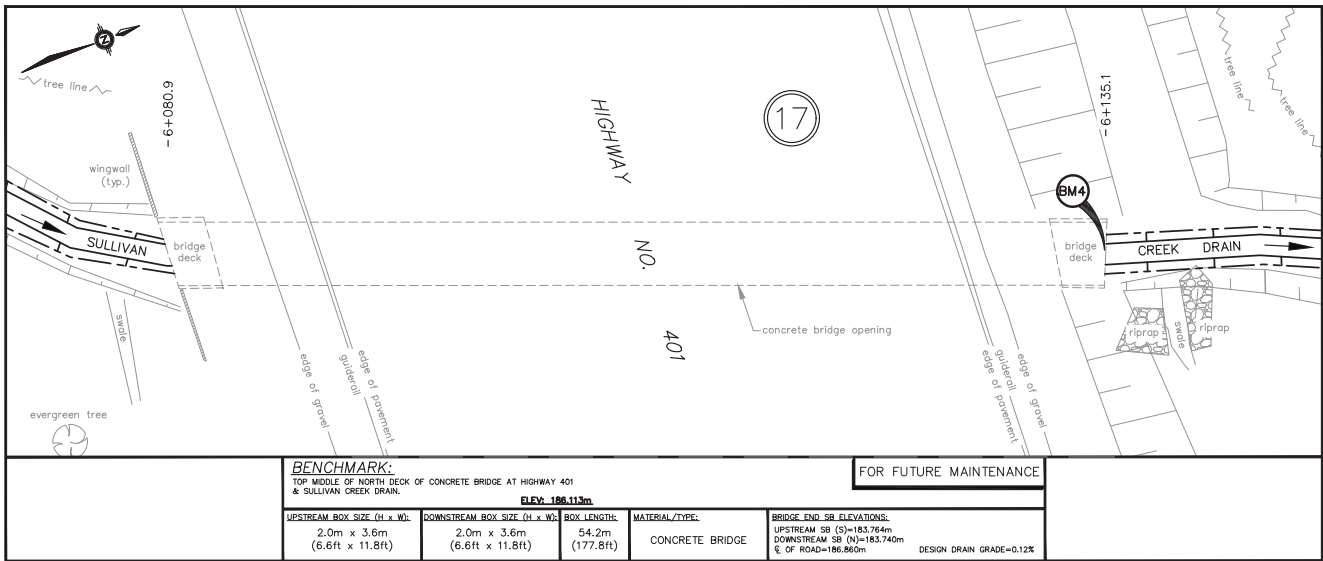 N
tree line
-6+080.9
wingwall
(typ.)
SULLIVAN
bridge
deck
swale
evergreen tree
edge of gravel
guiderail
edge of pavement
HIGHWAY
NO.
401
17
concrete bridge opening
BM4
-6+135.1
bridge
deck
CREEK DRAIN
tree line
tree line
riprap
swale
riprap
edge of pavement
guiderail
edge of gravel
BENCHMARK:
TOP MIDDLE OF NORTH DECK OF CONCRETE BRIDGE AT HIGHWAY 401
& SULLIVAN CREEK DRAIN.
ELEV: 186.113m
FOR FUTURE MAINTENANCE
UPSTREAM BOX SIZE (H x W):
2.0m x 3.6m
(6.6ft x 11.8ft)
DOWNSTREAM BOX SIZE (H x W):
2.0m x 3.6m
(6.6ft x 11.8ft)
BOX LENGTH:
54.2m
(177.8ft)
MATERIAL/TYPE:
CONCRETE BRIDGE
BRIDGE END SB ELEVATIONS:
UPSTREAM SB (S)=183.764m
DOWNSTREAM SB (N)=183.740m
℄ OF ROAD=186.860m
DESIGN DRAIN GRADE=0.12%